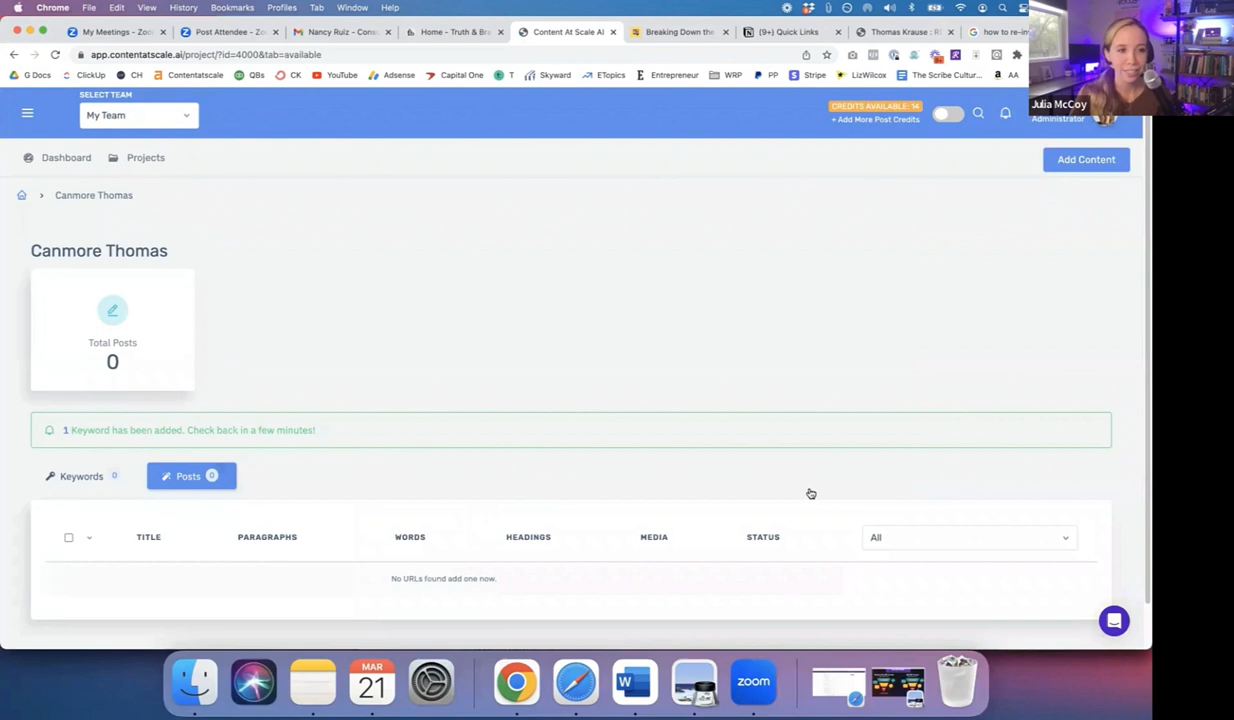 Chrome File Edit View History Bookmarks Profiles Tab Window Help
My Meetings - Zoo
Post Attendee - Zo
Nancy Ruiz - Cons
Home - Truth & Bra
Content At Scale AI
Breaking Down the
(9+) Quick Links
Thomas Krause : R
how to re-in
app.contentatscale.ai/project/?id=4000&tab=available
G Docs ClickUp CH Contentatscale QBs CK YouTube Adsense Capital One T Skyward ETopics Entrepreneur WRP PP Stripe LizWilcox The Scribe Cultur... AA
Julia McCoy
SELECT TEAM
My Team
CREDITS AVAILABLE: 14
+ Add More Post Credits
Administrator
Dashboard Projects
Add Content
Canmore Thomas
Canmore Thomas
Total Posts
0
1 Keyword has been added. Check back in a few minutes!
Keywords 0
Posts 0
TITLE PARAGRAPHS WORDS HEADINGS MEDIA STATUS All
No URLs found add one now.
MAR
21
W
zoom